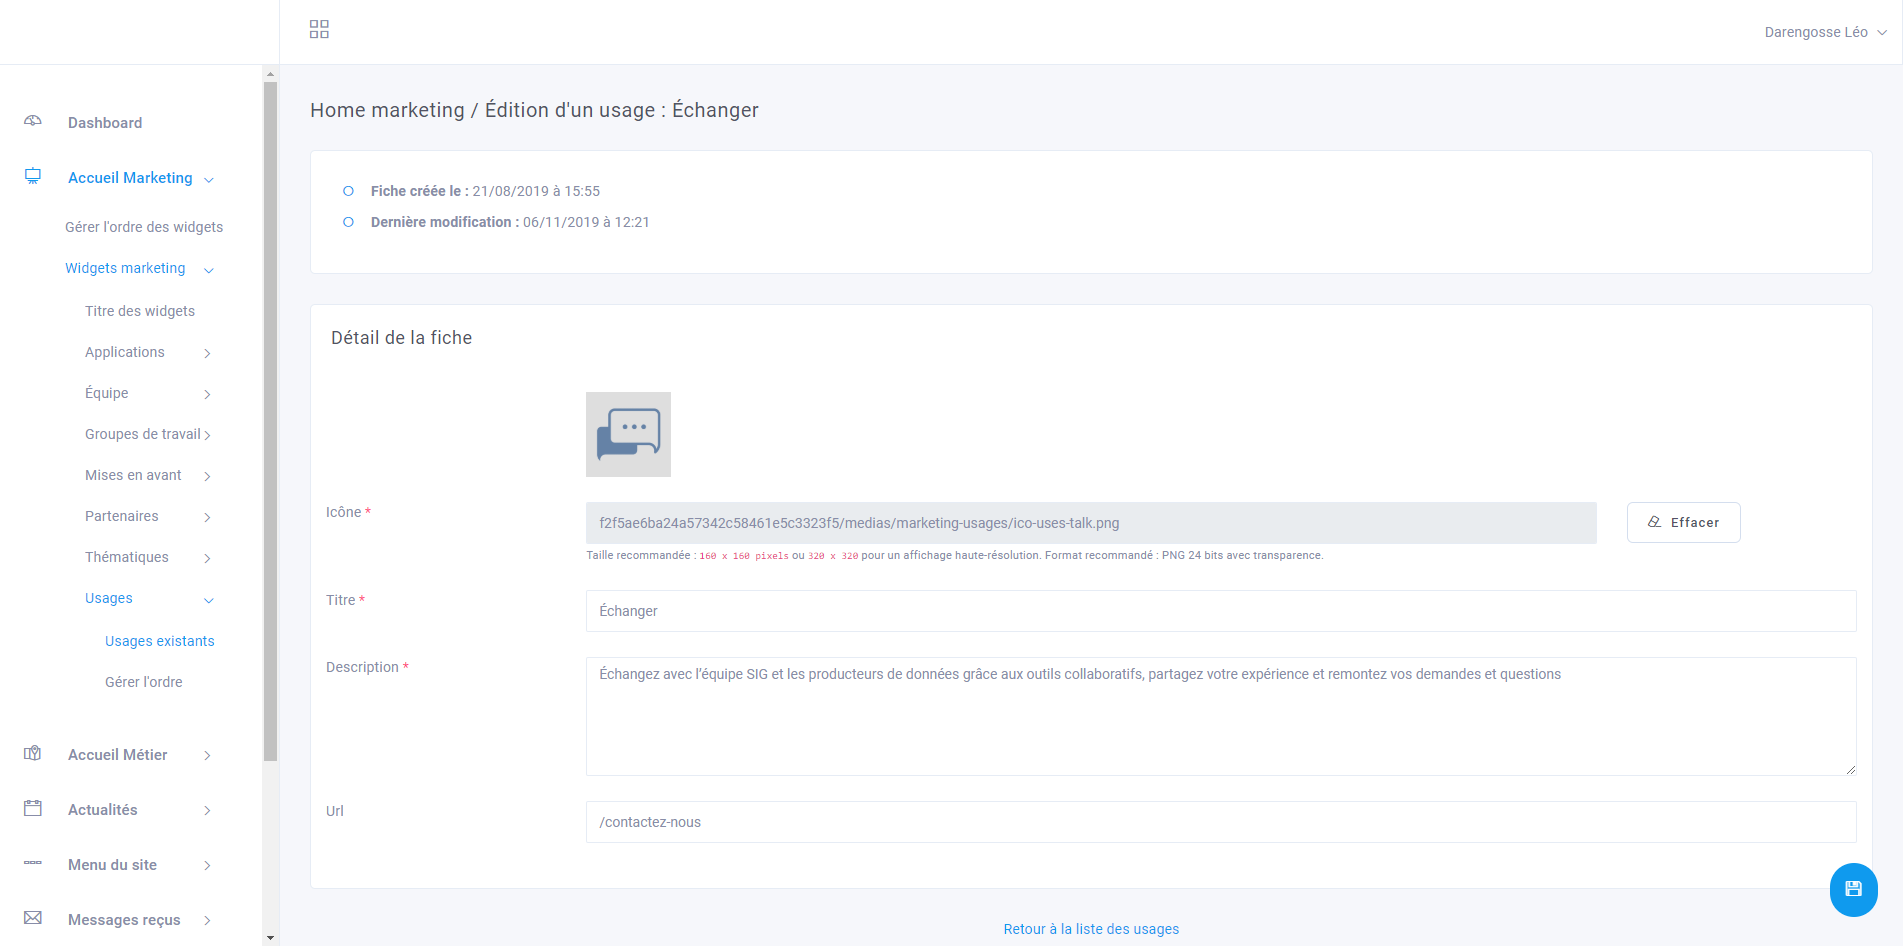 Darengosse Léo
Dashboard
Accueil Marketing
Gérer l'ordre des widgets
Widgets marketing
Titre des widgets
Applications
Équipe
Groupes de travail
Mises en avant
Partenaires
Thématiques
Usages
Usages existants
Gérer l'ordre
Accueil Métier
Actualités
Menu du site
Messages reçus
Home marketing / Édition d'un usage : Échanger
Fiche créée le : 21/08/2019 à 15:55
Dernière modification : 06/11/2019 à 12:21
Détail de la fiche
Icône *
f2f5ae6ba24a57342c58461e5c3323f5/medias/marketing-usages/ico-uses-talk.png
Effacer
Taille recommandée : 160 x 160 pixels ou 320 x 320 pour un affichage haute-résolution. Format recommandé : PNG 24 bits avec transparence.
Titre *
Échanger
Description *
Échangez avec l’équipe SIG et les producteurs de données grâce aux outils collaboratifs, partagez votre expérience et remontez vos demandes et questions
Url
/contactez-nous
Retour à la liste des usages